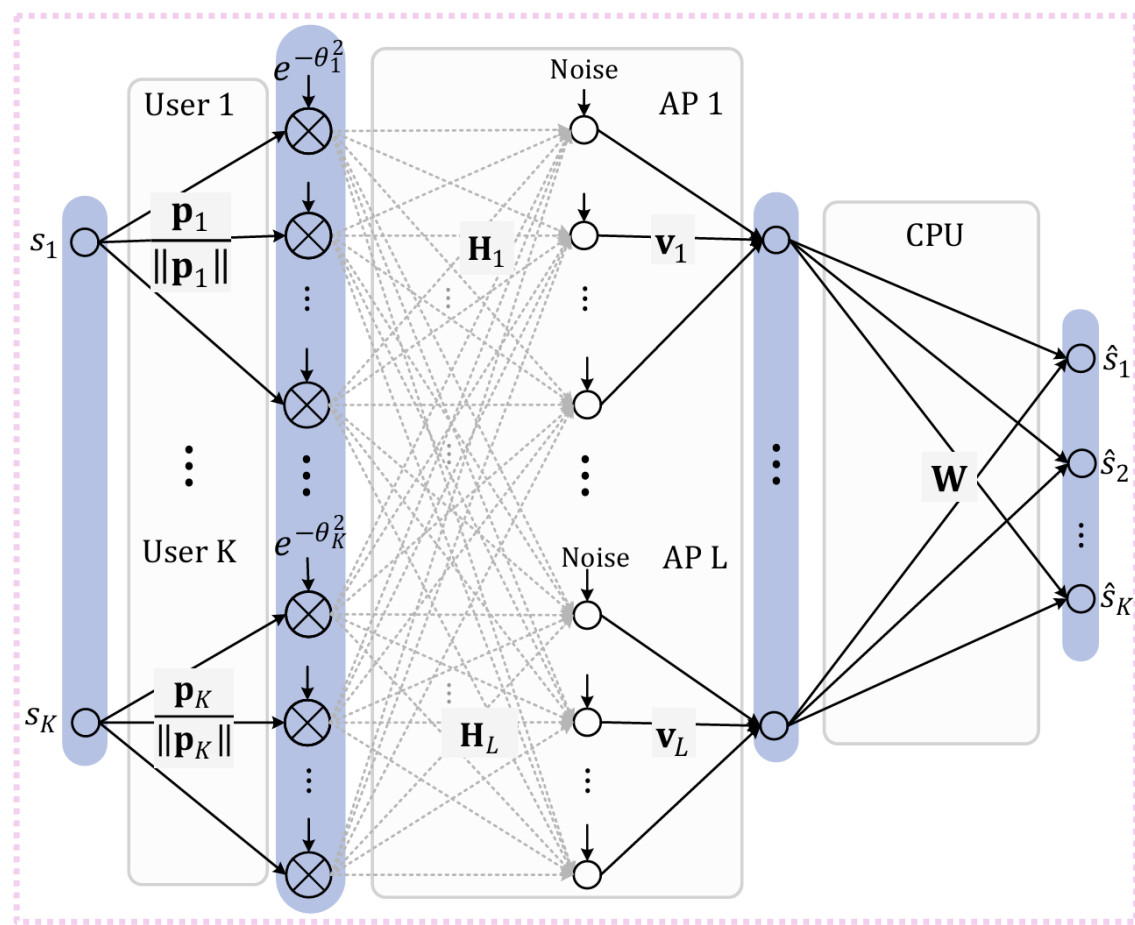 e^{-θ_1^2}
User 1
Noise
AP 1
s_1
p_1
‖p_1‖
H_1
v_1
CPU
...
...
...
ŝ_1
...
...
...
...
...
W
ŝ_2
...
e^{-θ_K^2}
User K
Noise
AP L
ŝ_K
s_K
p_K
‖p_K‖
...
H_L
v_L
...
...